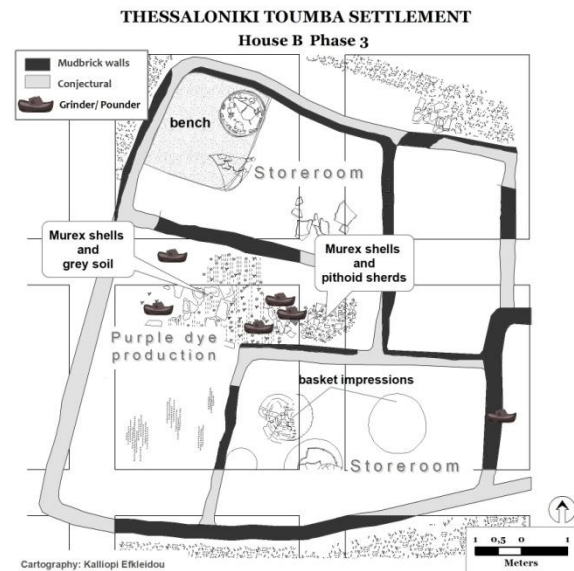 THESSALONIKI TOUMBA SETTLEMENT
House B Phase 3
Mudbrick walls
Conjectural
Grinder/ Pounder
bench
Storeroom
Murex shells
and
grey soil
Murex shells
and
pithoid sherds
Purple dye
production
basket impressions
Storeroom
1 0,5 0 1
Meters
Cartography: Kalliopi Efkleidou